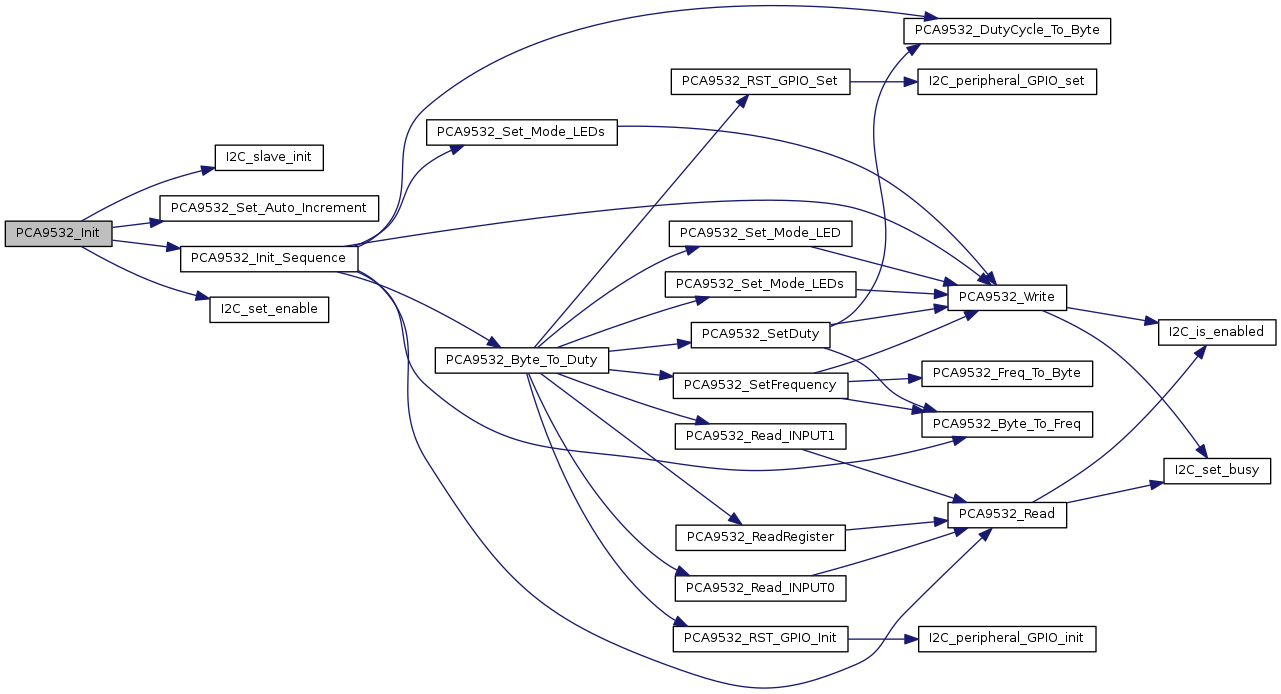 PCA9532_DutyCycle_To_Byte
PCA9532_RST_GPIO_Set
I2C_peripheral_GPIO_set
PCA9532_Set_Mode_LEDs
I2C_slave_init
PCA9532_Set_Auto_Increment
PCA9532_Init
PCA9532_Set_Mode_LED
PCA9532_Init_Sequence
PCA9532_Set_Mode_LEDs
PCA9532_Write
I2C_set_enable
PCA9532_SetDuty
I2C_is_enabled
PCA9532_Byte_To_Duty
PCA9532_Freq_To_Byte
PCA9532_SetFrequency
PCA9532_Byte_To_Freq
PCA9532_Read_INPUT1
I2C_set_busy
PCA9532_Read
PCA9532_ReadRegister
PCA9532_Read_INPUT0
PCA9532_RST_GPIO_Init
I2C_peripheral_GPIO_init